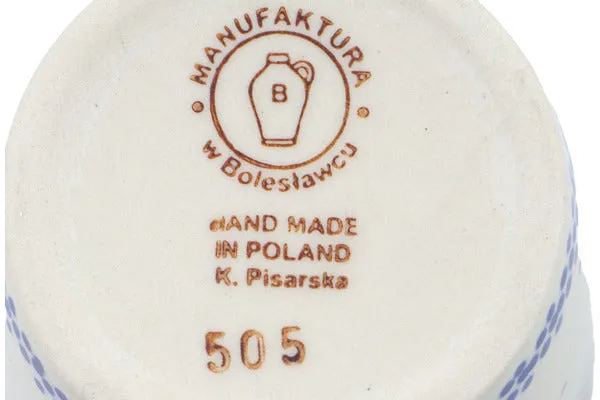 MANUFAKTURA
B
w Bolesławcu
HAND MADE
IN POLAND
K. Pisarska
505